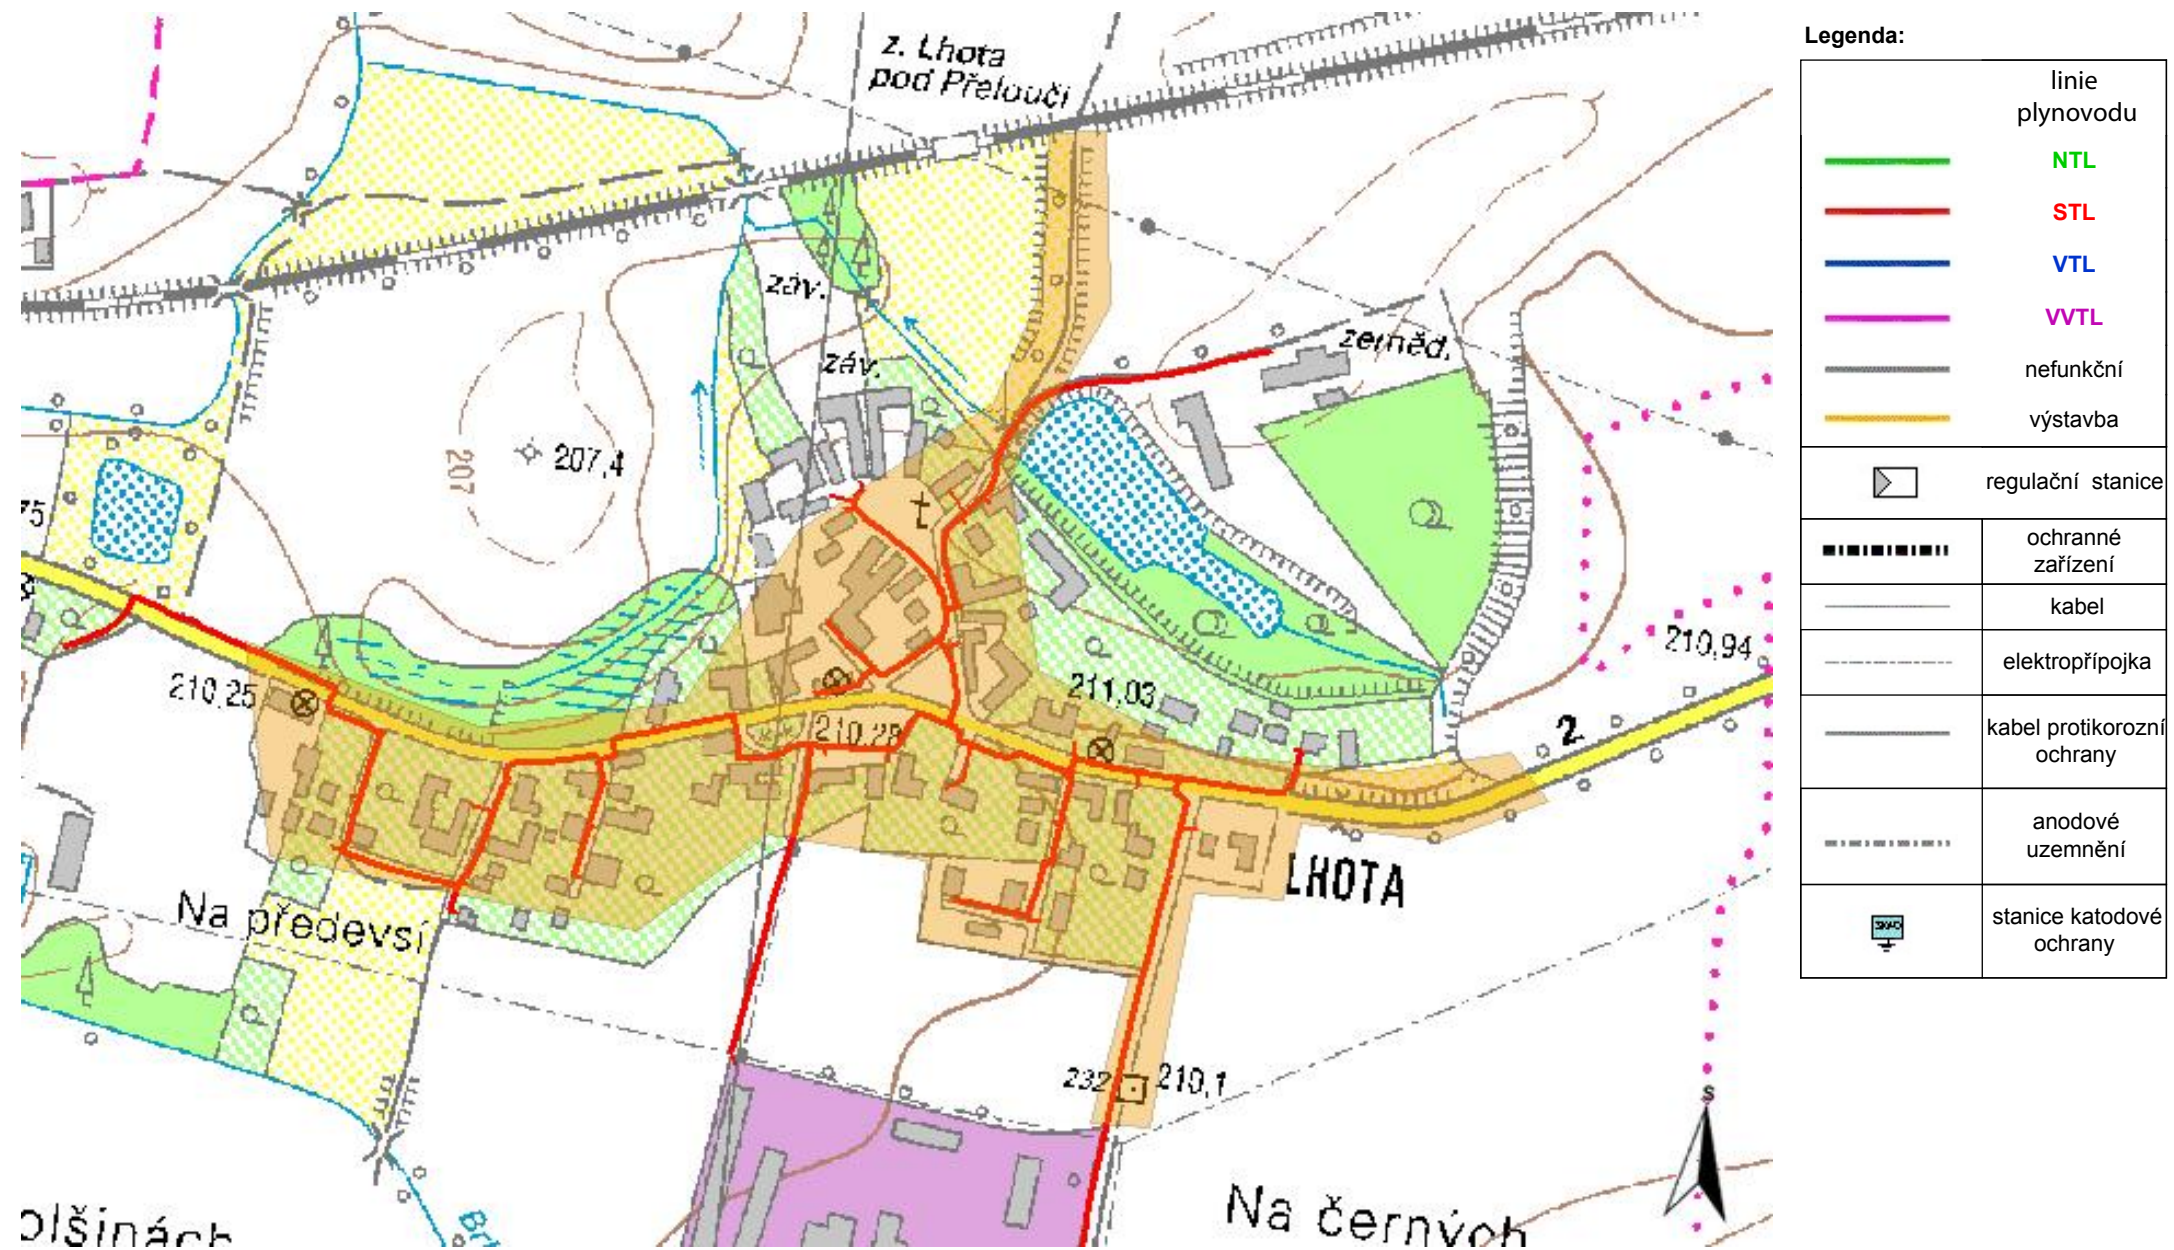 z. Lhota
pod Přeloučí
záv.
záv.
zeměd.
207,4
207
75
210,25
210,28
211,03
210,94
2
LHOTA
Na předevsí
232
210,1
olšinách
Na černých
S
Legenda:
linie
plynovodu
NTL
STL
VTL
VVTL
nefunkční
výstavba
regulační stanice
ochranné
zařízení
kabel
elektropřípojka
kabel protikorozní
ochrany
anodové
uzemnění
stanice katodové
ochrany